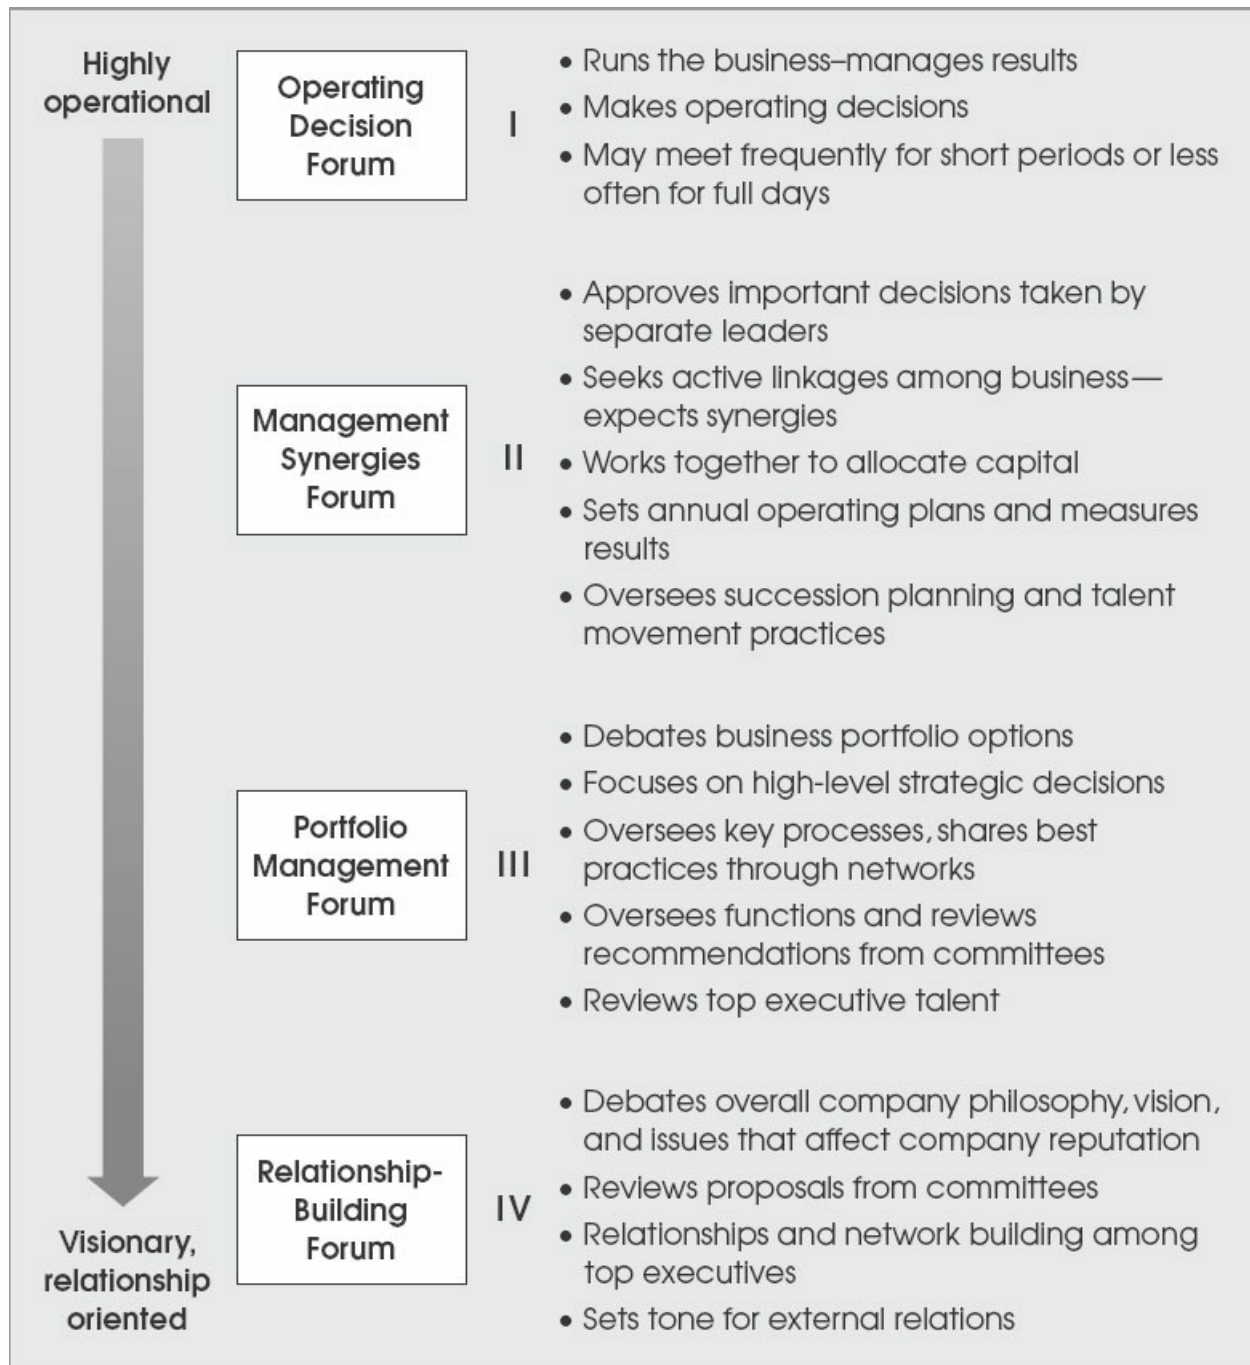 Highly
operational
Operating
Decision
Forum
I
• Runs the business–manages results
• Makes operating decisions
• May meet frequently for short periods or less
often for full days
Management
Synergies
Forum
II
• Approves important decisions taken by
separate leaders
• Seeks active linkages among business—
expects synergies
• Works together to allocate capital
• Sets annual operating plans and measures
results
• Oversees succession planning and talent
movement practices
Portfolio
Management
Forum
III
• Debates business portfolio options
• Focuses on high-level strategic decisions
• Oversees key processes, shares best
practices through networks
• Oversees functions and reviews
recommendations from committees
• Reviews top executive talent
Relationship-
Building
Forum
IV
• Debates overall company philosophy, vision,
and issues that affect company reputation
• Reviews proposals from committees
• Relationships and network building among
top executives
• Sets tone for external relations
Visionary,
relationship
oriented